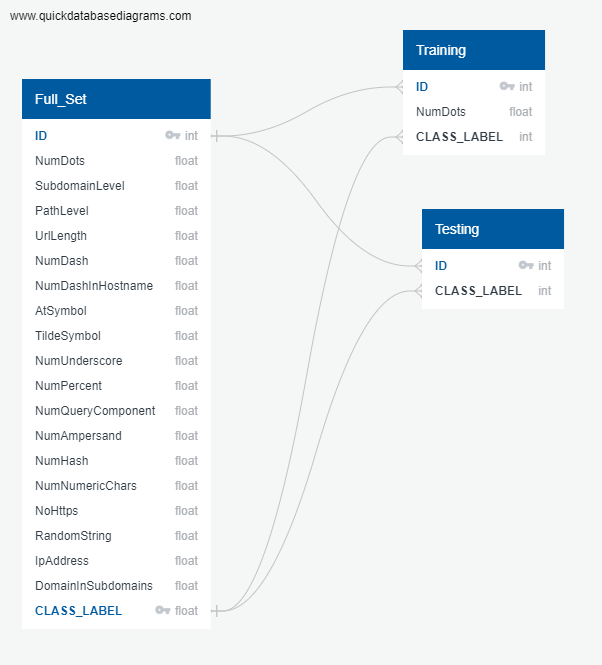 www.quickdatabasediagrams.com
Full_Set
ID int
NumDots float
SubdomainLevel float
PathLevel float
UrlLength float
NumDash float
NumDashInHostname float
AtSymbol float
TildeSymbol float
NumUnderscore float
NumPercent float
NumQueryComponent float
NumAmpersand float
NumHash float
NumNumericChars float
NoHttps float
RandomString float
IpAddress float
DomainInSubdomains float
CLASS_LABEL float
Training
ID int
NumDots float
CLASS_LABEL int
Testing
ID int
CLASS_LABEL int